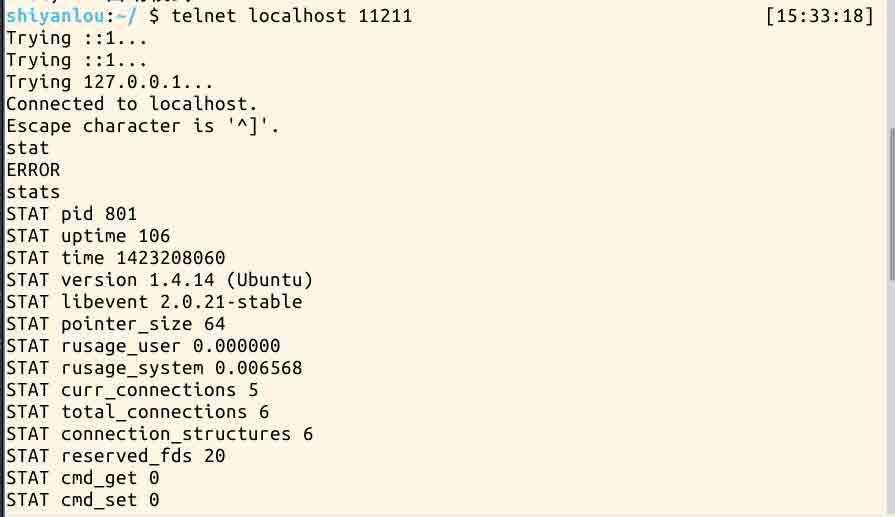 shiyanlou:~/ $ telnet localhost 11211 [15:33:18]
Trying ::1...
Trying ::1...
Trying 127.0.0.1...
Connected to localhost.
Escape character is '^]'.
stat
ERROR
stats
STAT pid 801
STAT uptime 106
STAT time 1423208060
STAT version 1.4.14 (Ubuntu)
STAT libevent 2.0.21-stable
STAT pointer_size 64
STAT rusage_user 0.000000
STAT rusage_system 0.006568
STAT curr_connections 5
STAT total_connections 6
STAT connection_structures 6
STAT reserved_fds 20
STAT cmd_get 0
STAT cmd_set 0